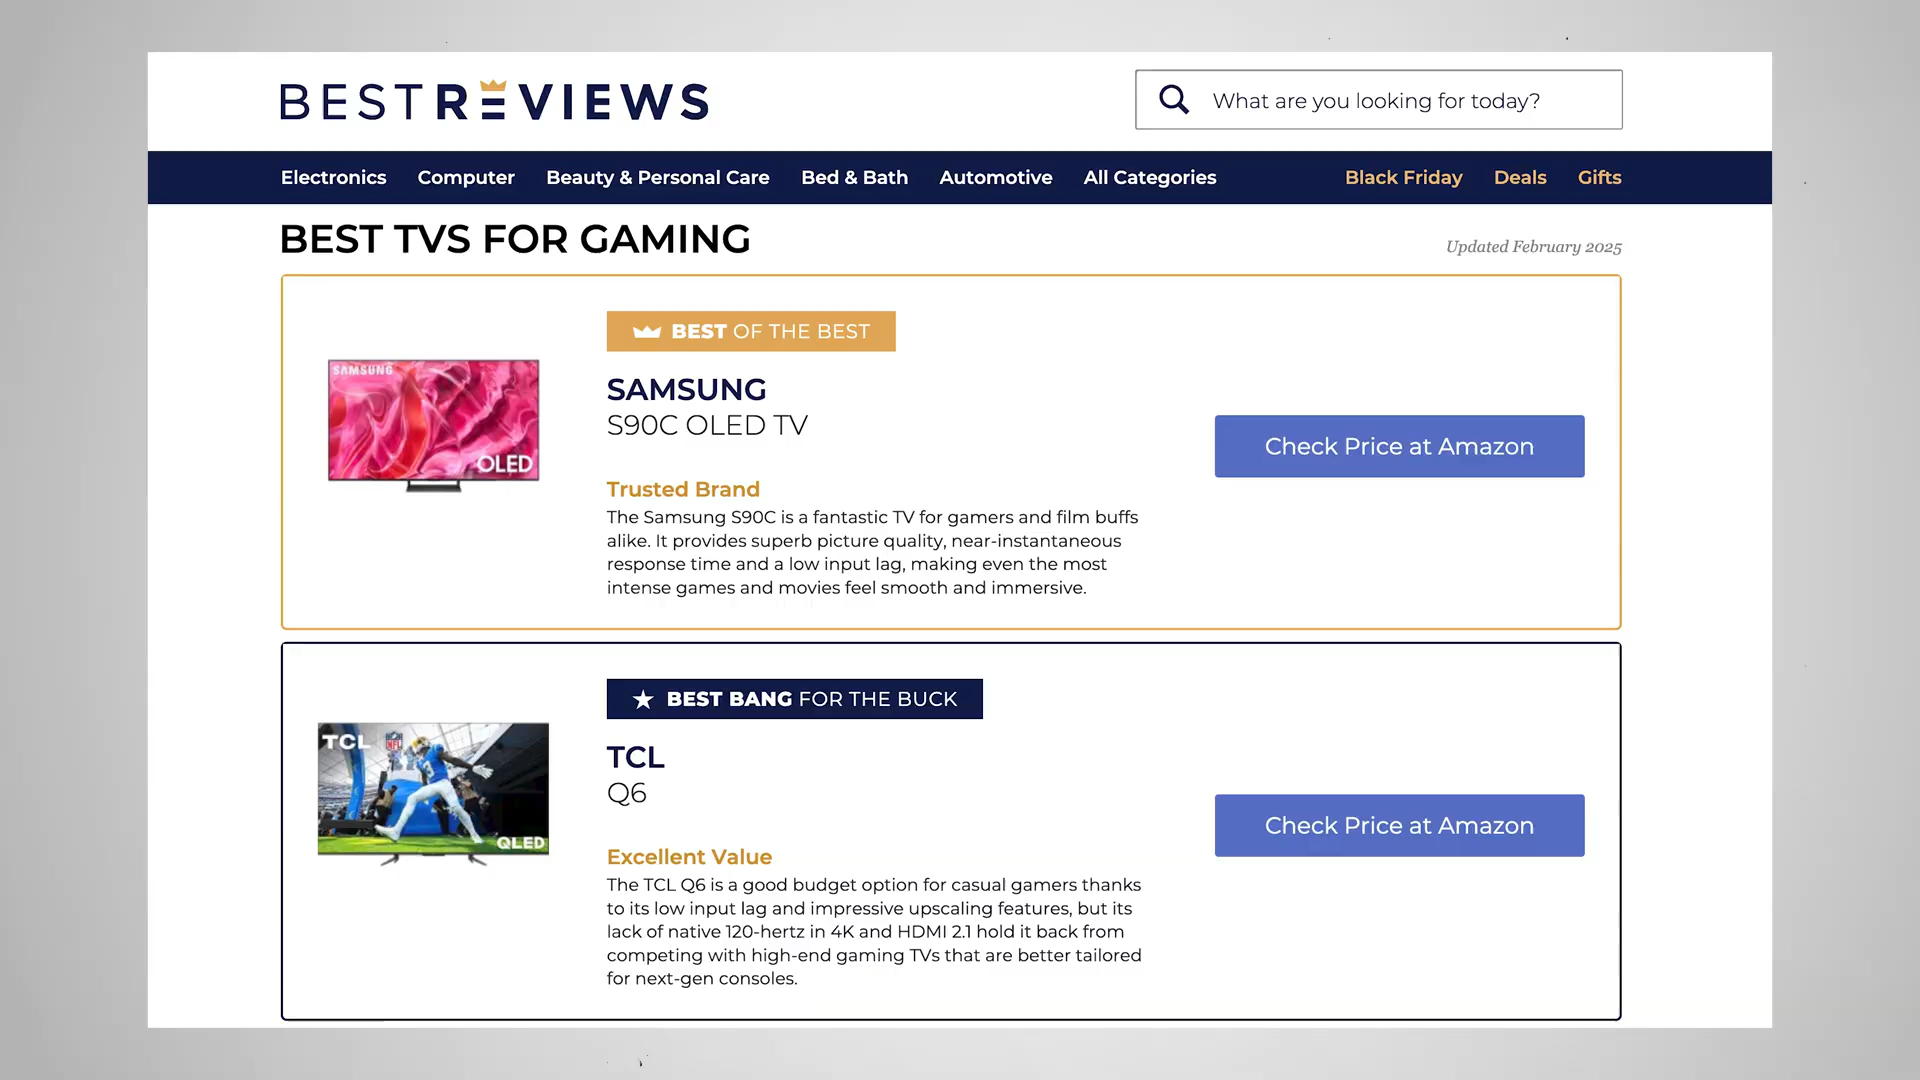 BESTREVIEWS
What are you looking for today?
Electronics Computer Beauty & Personal Care Bed & Bath Automotive All Categories Black Friday Deals Gifts
BEST TVS FOR GAMING
Updated February 2025
BEST OF THE BEST
SAMSUNG
OLED
SAMSUNG
S90C OLED TV
Check Price at Amazon
Trusted Brand
The Samsung S90C is a fantastic TV for gamers and film buffs
alike. It provides superb picture quality, near-instantaneous
response time and a low input lag, making even the most
intense games and movies feel smooth and immersive.
BEST BANG FOR THE BUCK
TCL NFL
QLED
TCL
Q6
Check Price at Amazon
Excellent Value
The TCL Q6 is a good budget option for casual gamers thanks
to its low input lag and impressive upscaling features, but its
lack of native 120-hertz in 4K and HDMI 2.1 hold it back from
competing with high-end gaming TVs that are better tailored
for next-gen consoles.